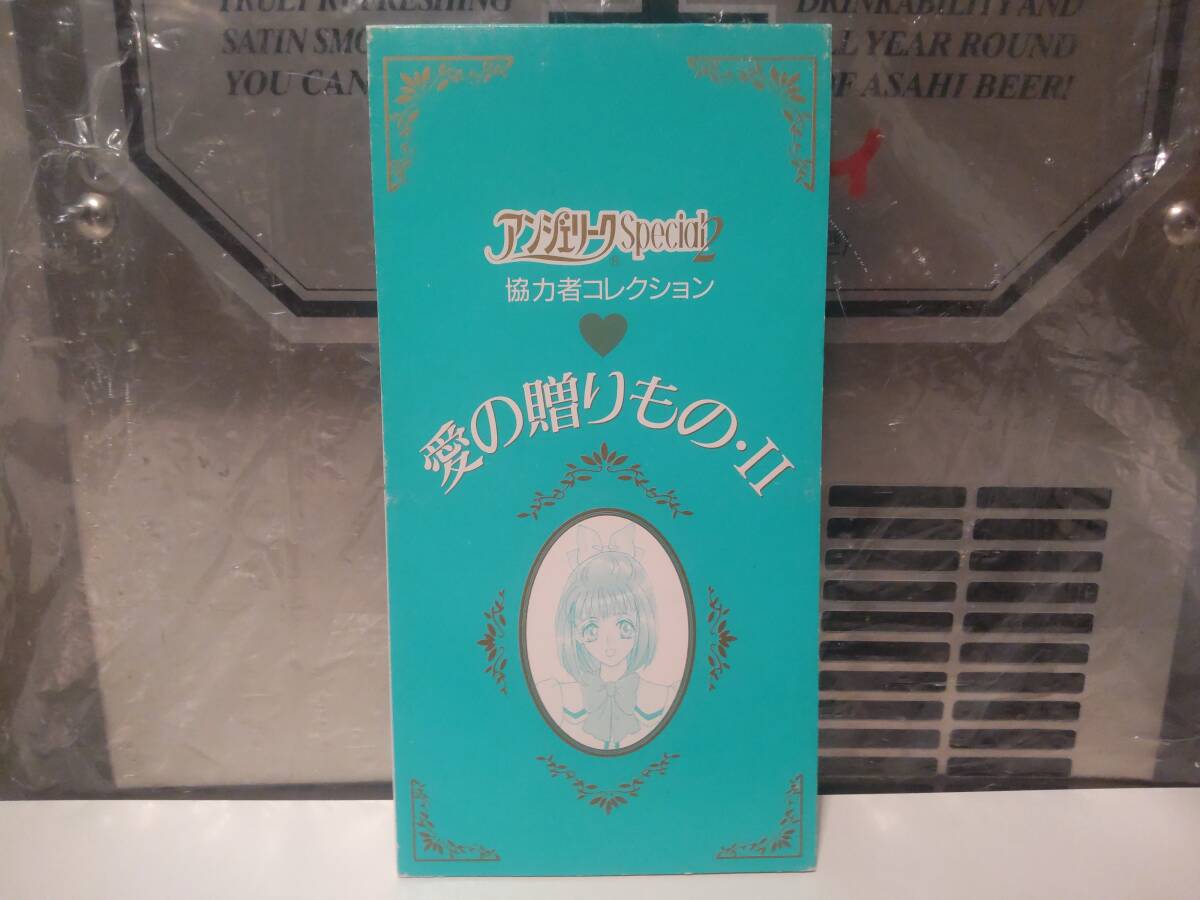 TRULY REFRESHING
SATIN SMO
YOU CAN
DRINKABILITY AND
LL YEAR ROUND
OF ASAHI BEER!
アンジェリークSpecial2
協力者コレクション
愛の贈りもの・II